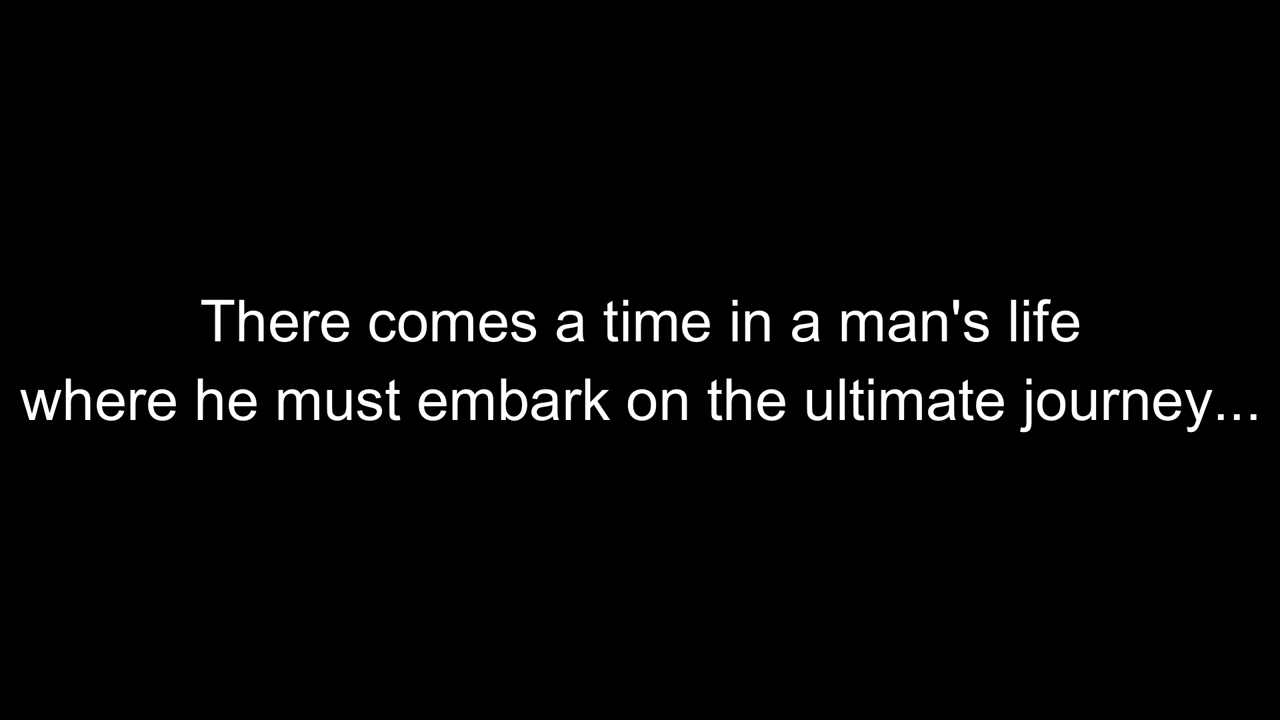 There comes a time in a man's life
where he must embark on the ultimate journey...